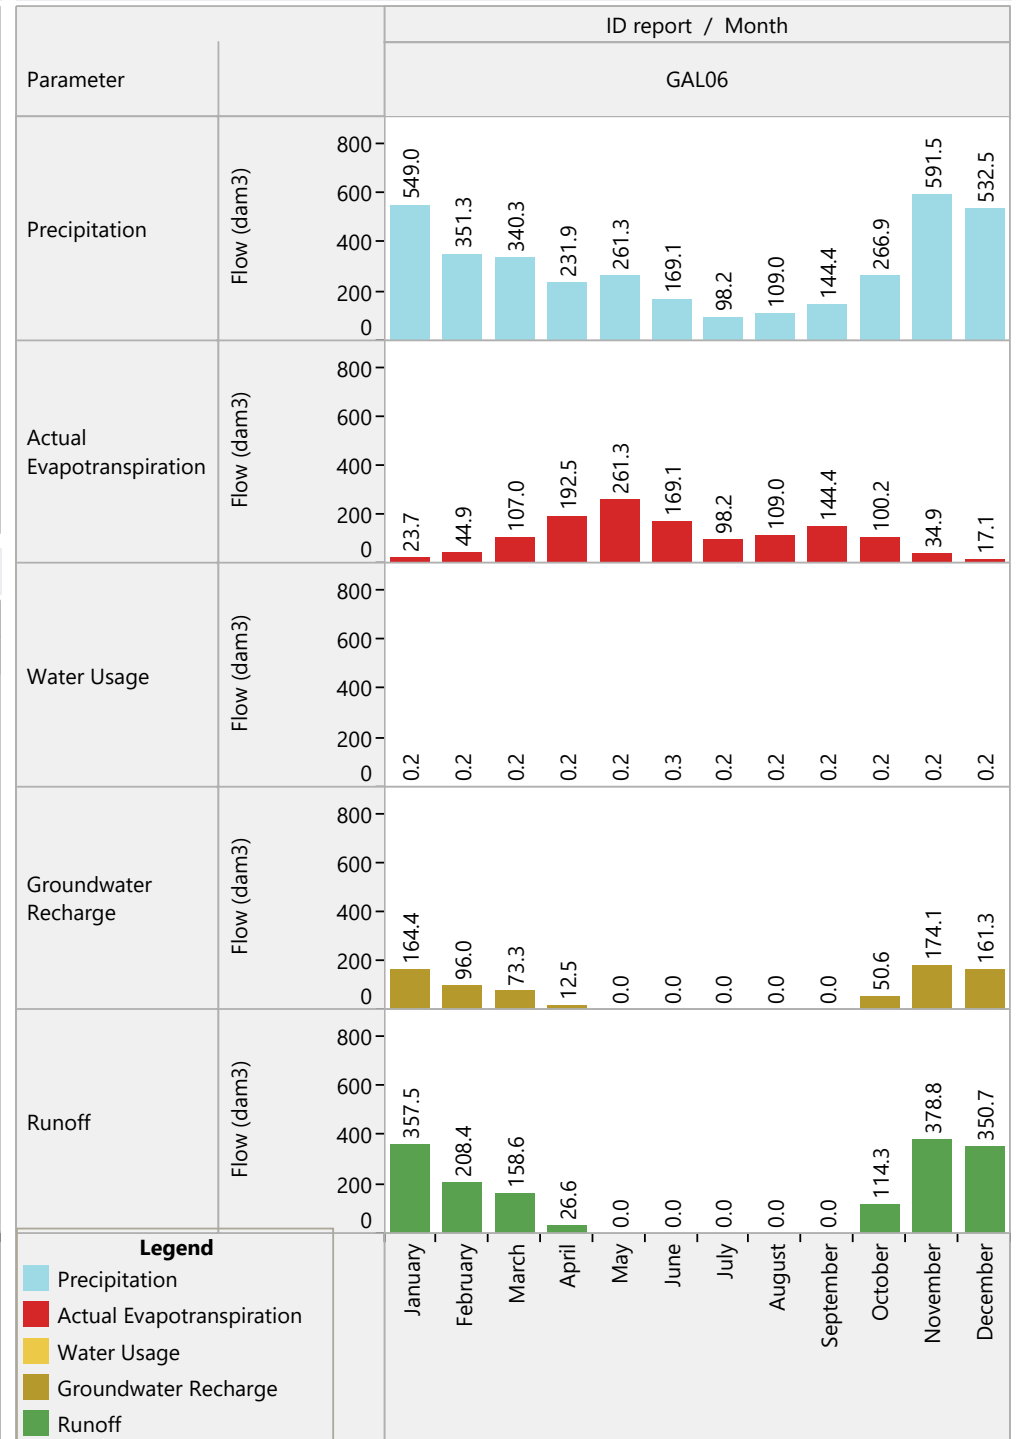 ID report / Month
Parameter
GAL06
Precipitation
Flow (dam3)
800
600
400
200
0
549.0
351.3
340.3
231.9
261.3
169.1
98.2
109.0
144.4
266.9
591.5
532.5
Actual
Evapotranspiration
Flow (dam3)
800
600
400
200
0
23.7
44.9
107.0
192.5
261.3
169.1
98.2
109.0
144.4
100.2
34.9
17.1
Water Usage
Flow (dam3)
800
600
400
200
0
0.2
0.2
0.2
0.2
0.2
0.3
0.2
0.2
0.2
0.2
0.2
0.2
Groundwater
Recharge
Flow (dam3)
800
600
400
200
0
164.4
96.0
73.3
12.5
0.0
0.0
0.0
0.0
0.0
50.6
174.1
161.3
Runoff
Flow (dam3)
800
600
400
200
0
357.5
208.4
158.6
26.6
0.0
0.0
0.0
0.0
0.0
114.3
378.8
350.7
January
February
March
April
May
June
July
August
September
October
November
December
Legend
Precipitation
Actual Evapotranspiration
Water Usage
Groundwater Recharge
Runoff